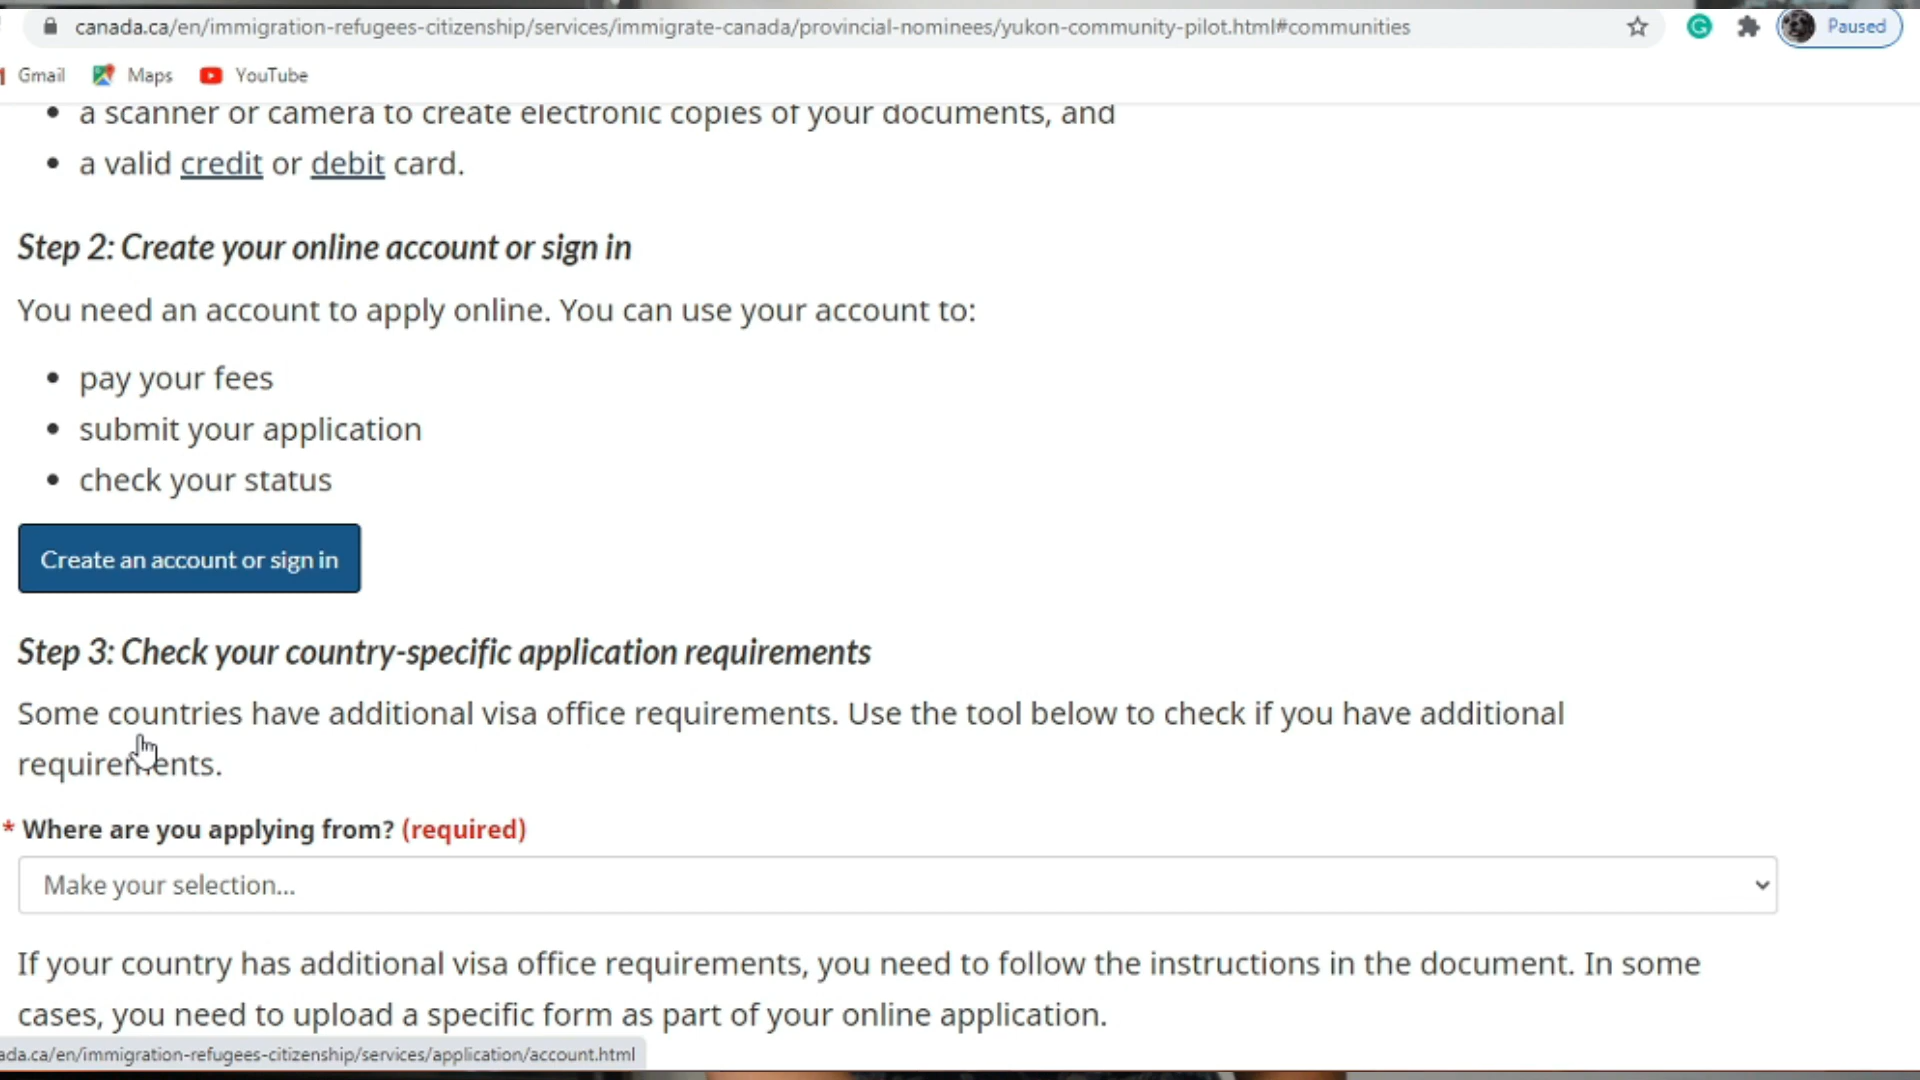 canada.ca/en/immigration-refugees-citizenship/services/immigrate-canada/provincial-nominees/yukon-community-pilot.html#communities
Paused
Gmail Maps YouTube
• a scanner or camera to create electronic copies of your documents, and
• a valid credit or debit card.
Step 2: Create your online account or sign in
You need an account to apply online. You can use your account to:
• pay your fees
• submit your application
• check your status
Create an account or sign in
Step 3: Check your country-specific application requirements
Some countries have additional visa office requirements. Use the tool below to check if you have additional
requirements.
* Where are you applying from? (required)
Make your selection...
If your country has additional visa office requirements, you need to follow the instructions in the document. In some
cases, you need to upload a specific form as part of your online application.
ada.ca/en/immigration-refugees-citizenship/services/application/account.html